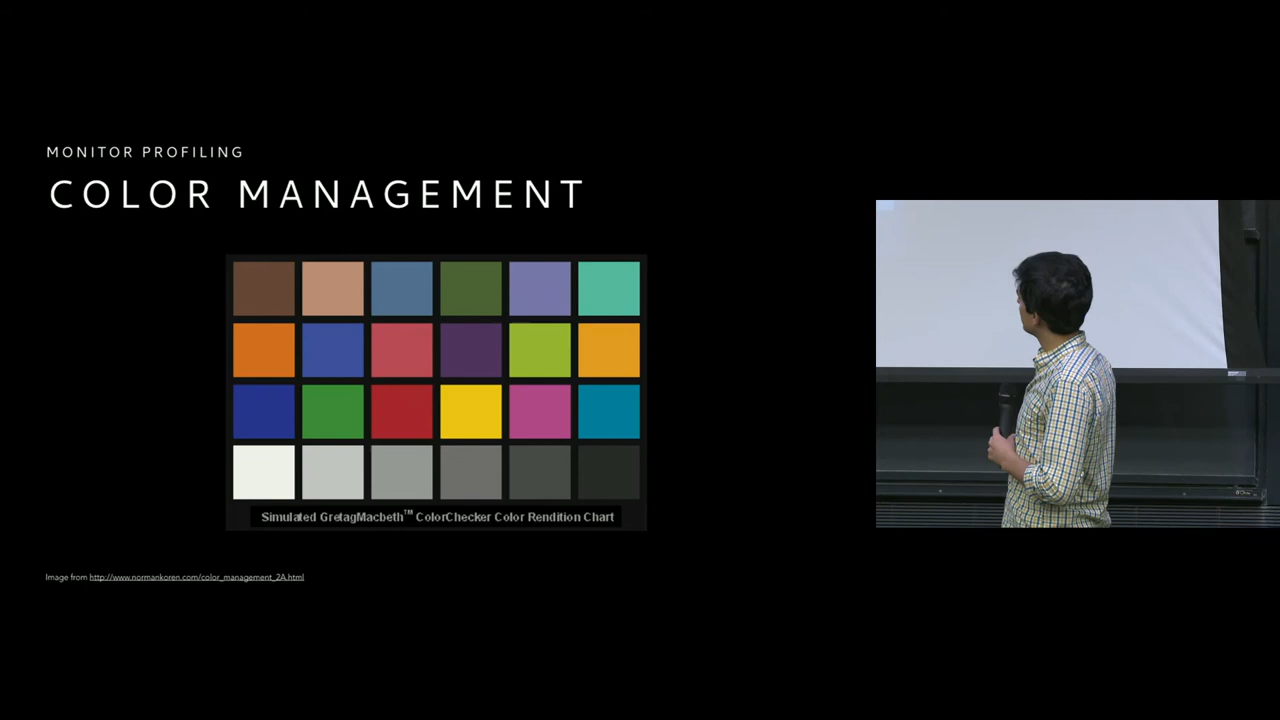 MONITOR PROFILING
COLOR MANAGEMENT
Simulated GretagMacbeth™ ColorChecker Color Rendition Chart
Image from http://www.normankoren.com/color_management_2A.html